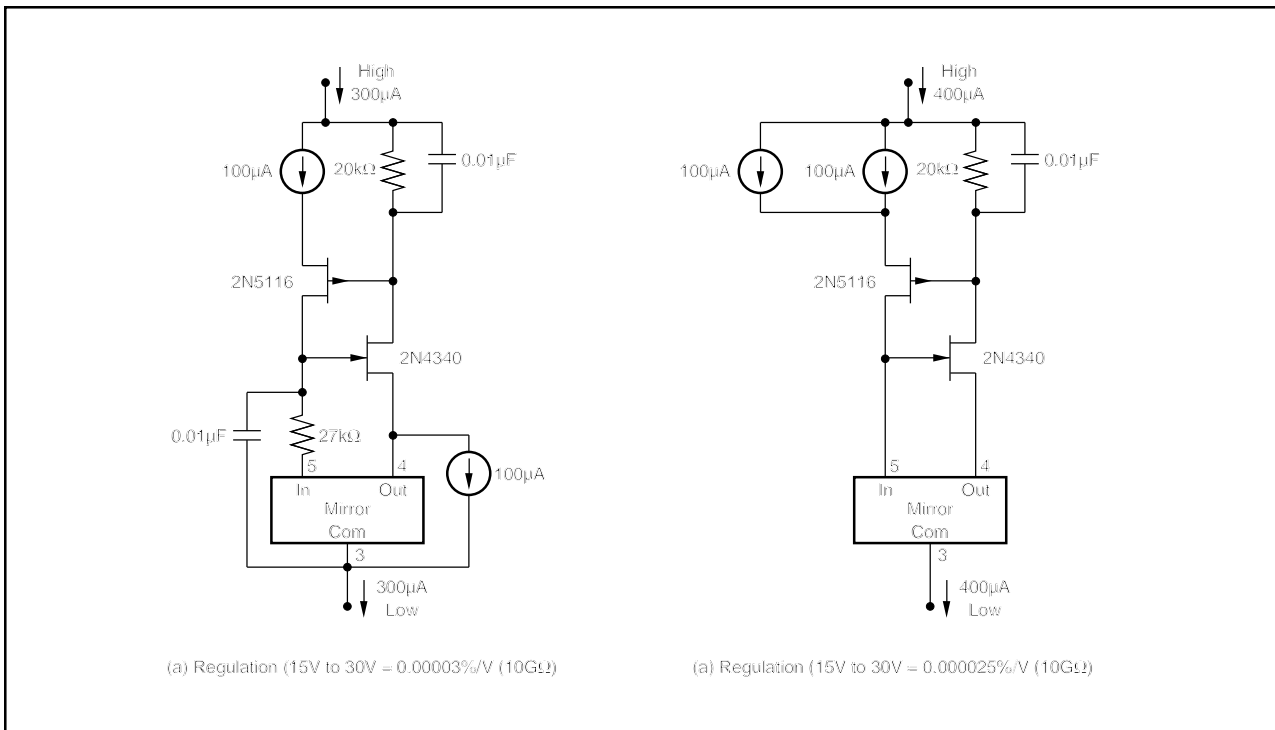 High
300µA
100µA
20kΩ
0.01µF
2N5116
2N4340
0.01µF
27kΩ
5
4
100µA
In
Out
Mirror
Com
3
300µA
Low
(a) Regulation (15V to 30V = 0.00003%/V (10GΩ)
High
400µA
100µA
100µA
20kΩ
0.01µF
2N5116
2N4340
5
4
In
Out
Mirror
Com
3
400µA
Low
(a) Regulation (15V to 30V = 0.000025%/V (10GΩ)